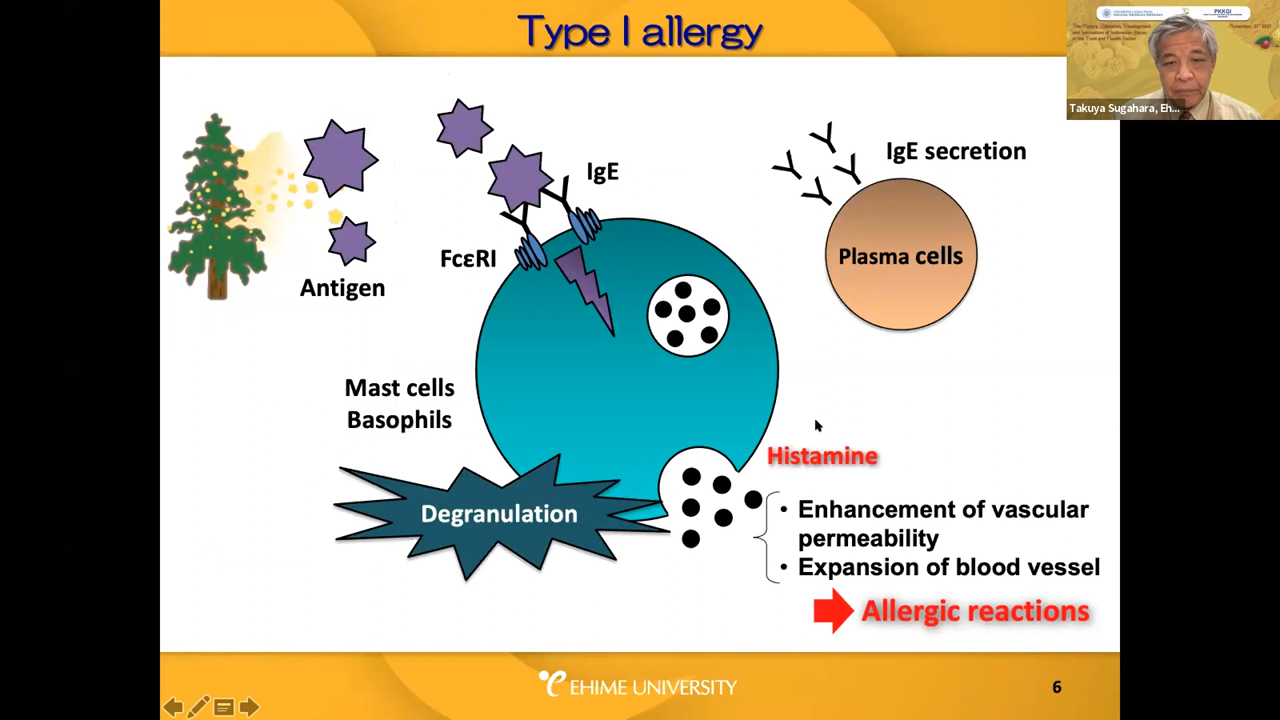 Type I allergy
PKKGI
Takuya Sugahara, Eh...
IgE
IgE secretion
FcεRI
Plasma cells
Antigen
Mast cells
Basophils
Histamine
Degranulation
• Enhancement of vascular
permeability
• Expansion of blood vessel
Allergic reactions
EHIME UNIVERSITY
6